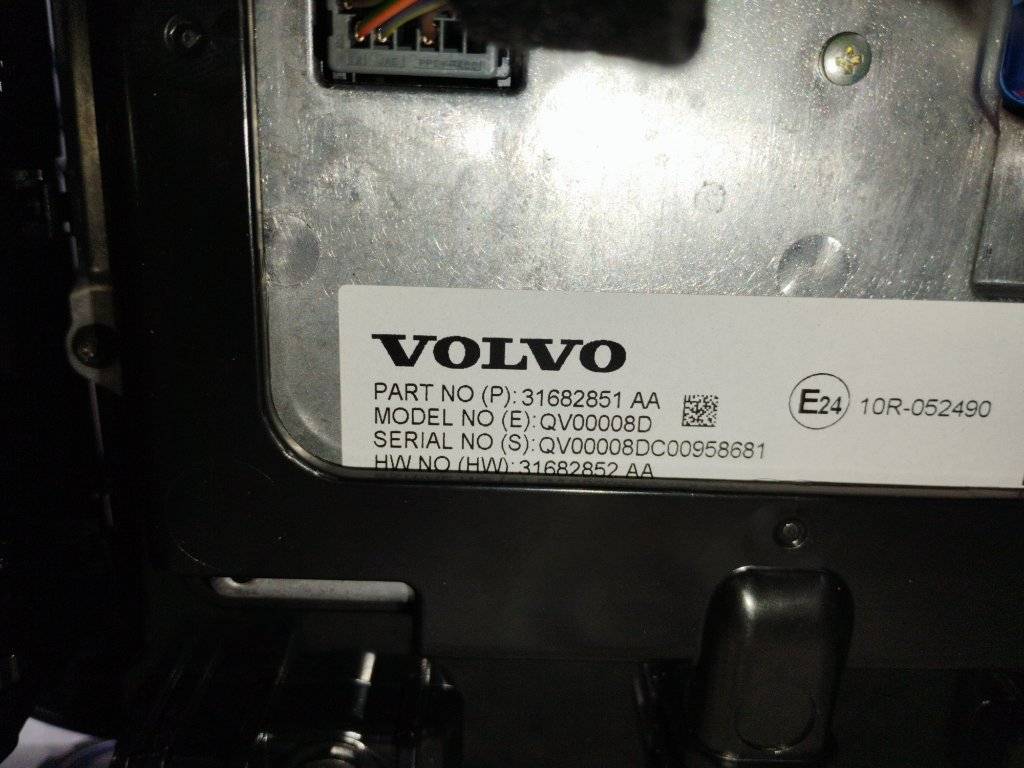 VOLVO
PART NO (P): 31682851 AA
MODEL NO (E): QV00008D
SERIAL NO (S): QV00008DC00958681
HW NO (HW): 31682852 AA
E24 10R-052490